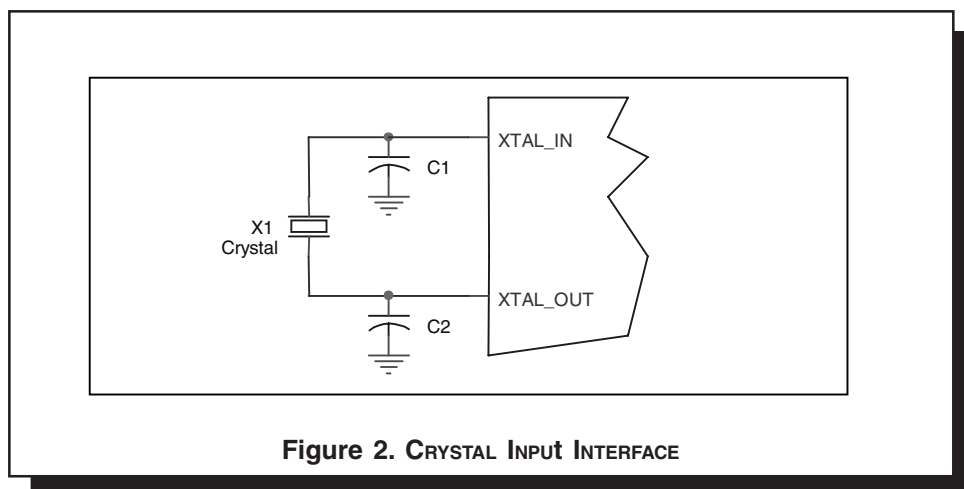 XTAL_IN
C1
X1
Crystal
XTAL_OUT
C2
Figure 2. CRYSTAL INPUt INTERFACE